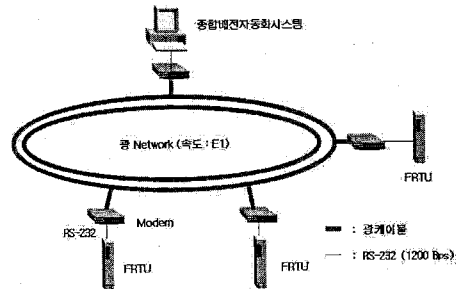 종합배전자동화시스템
광 Network (속도 : E1)
FRTU
RS-232
Modem
FRTU
FRTU
: 광케이블
: RS-232 (1200 Bps)